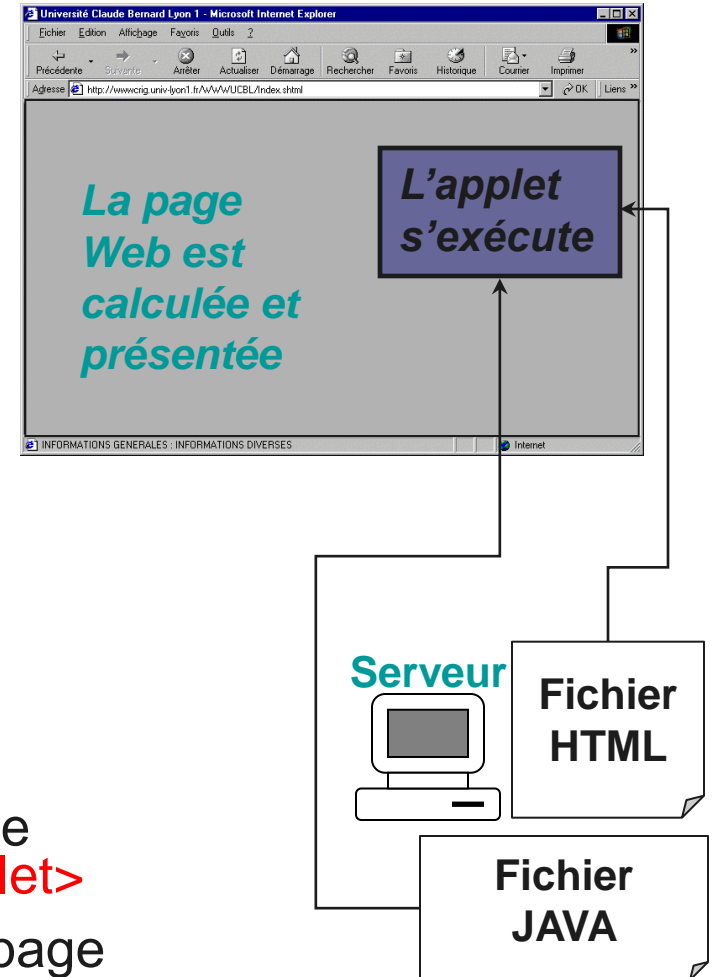 Université Claude Bernard Lyon 1 - Microsoft Internet Explorer
Fichier Edition Affichage Favoris Outils ?
Précédente Suivante Arrêter Actualiser Démarrage Rechercher Favoris Historique Courrier Imprimer »
Adresse http://wwwcrig.univ-lyon1.fr/WWWUCBL/Index.shtml OK Liens »
L’applet
s’exécute
La page
Web est
calculée et
présentée
INFORMATIONS GENERALES : INFORMATIONS DIVERSES Internet
Serveur
Fichier
HTML
e
let>
page
Fichier
JAVA